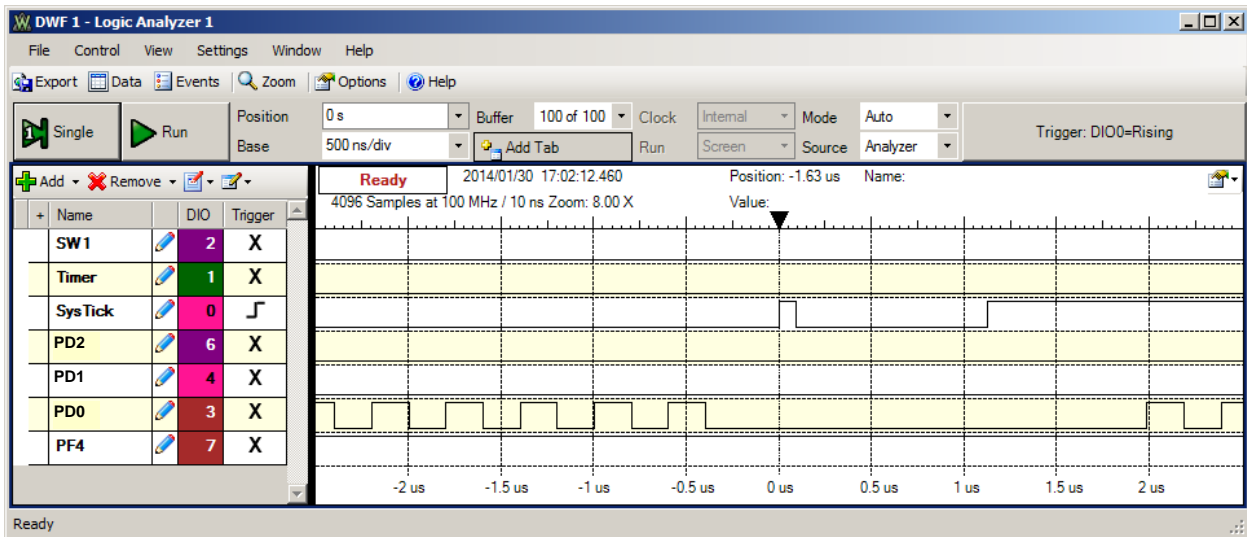 DWF 1 - Logic Analyzer 1
File Control View Settings Window Help
Export Data Events Zoom Options Help
Single Run Position 0 s Buffer 100 of 100 Clock Internal Mode Auto Trigger: DIO0=Rising
Base 500 ns/div Add Tab Run Screen Source Analyzer
Add Remove Ready 2014/01/30 17:02:12.460 Position: -1.63 us Name:
4096 Samples at 100 MHz / 10 ns Zoom: 8.00 X Value:
+ Name DIO Trigger
SW1 2 X
Timer 1 X
SysTick 0
PD2 6 X
PD1 4 X
PD0 3 X
PF4 7 X
-2 us -1.5 us -1 us -0.5 us 0 us 0.5 us 1 us 1.5 us 2 us
Ready